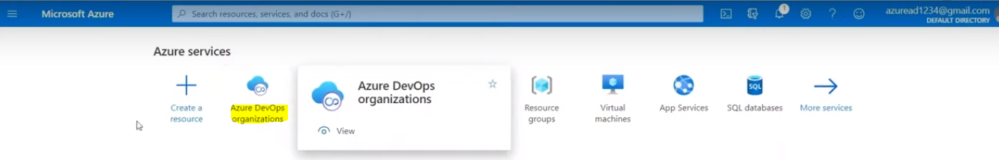 Microsoft Azure
Search resources, services, and docs (G+/)
1
azuread1234@gmail.com
DEFAULT DIRECTORY
Azure services
Create a
resource
Azure DevOps
organizations
Azure DevOps
organizations
View
Resource
groups
Virtual
machines
App Services
SQL
SQL databases
More services